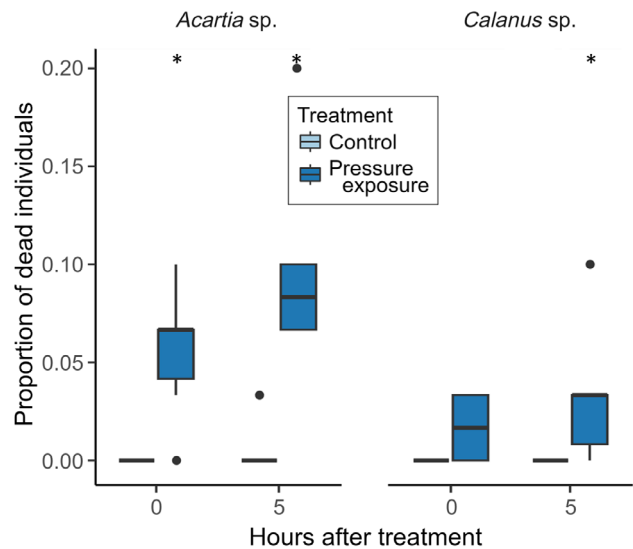 Acartia sp.
Calanus sp.
* * *
0.20
0.15
0.10
0.05
0.00
Proportion of dead individuals
Treatment
Control
Pressure
exposure
0 5 0 5
Hours after treatment